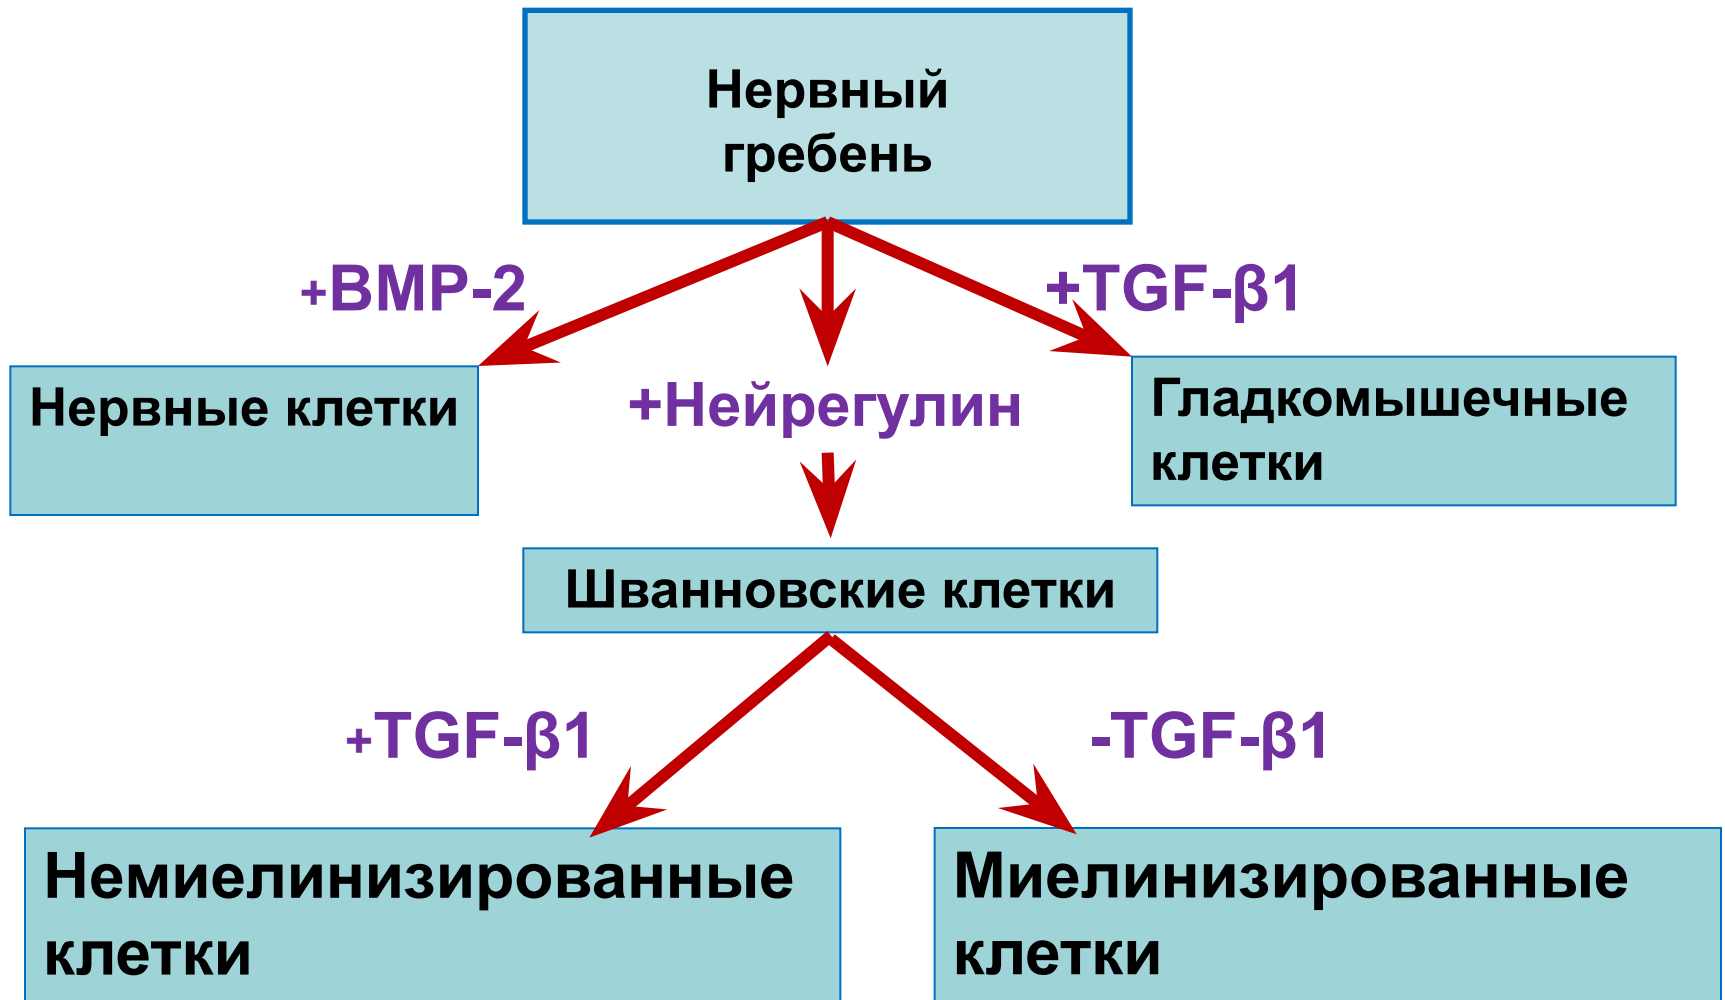 Нервный
гребень
+BMP-2
+TGF-β1
Нервные клетки
+Нейрегулин
Гладкомышечные
клетки
Шванновские клетки
+TGF-β1
-TGF-β1
Немиелинизированные
клетки
Миелинизированные
клетки